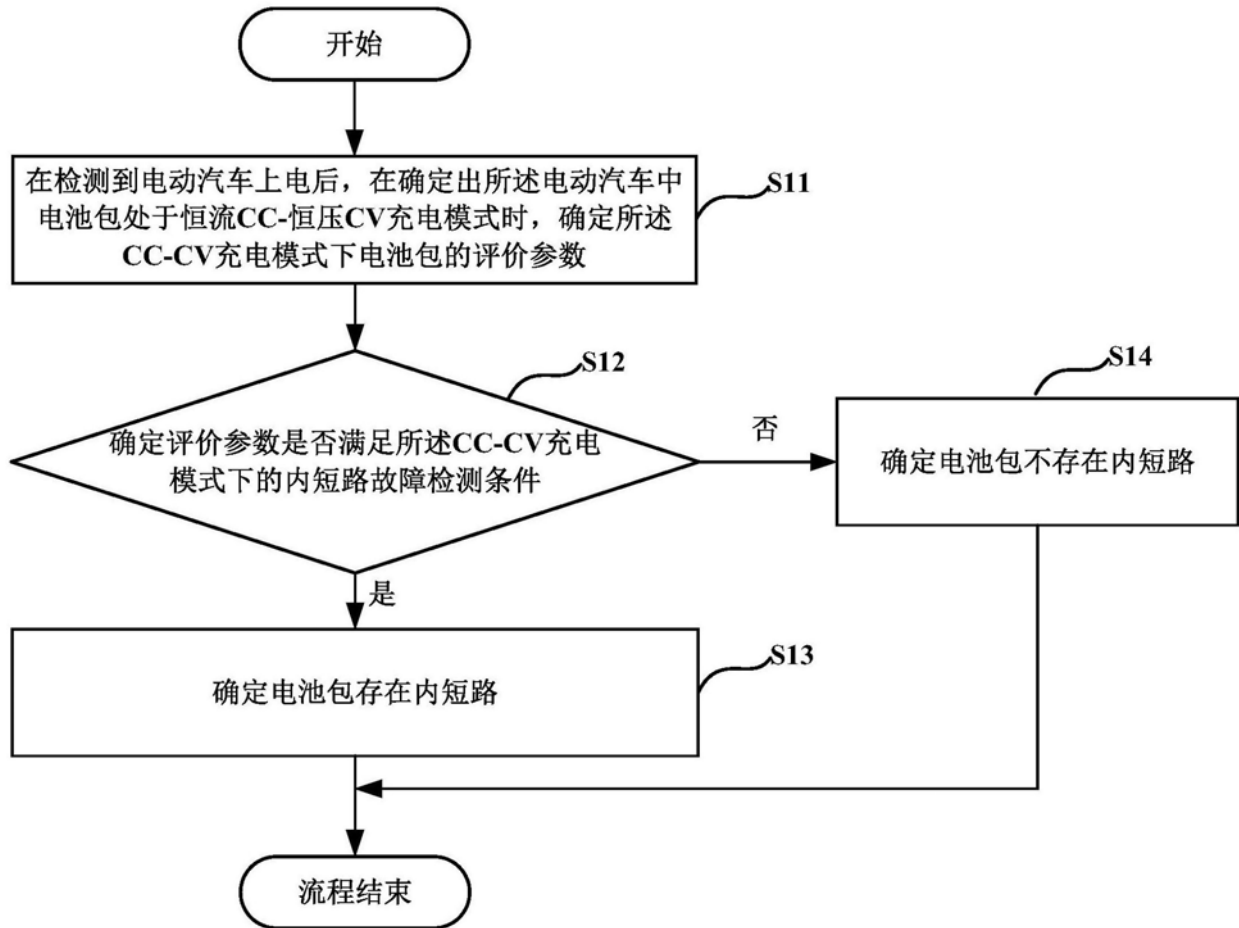 开始
在检测到电动汽车上电后，在确定出所述电动汽车中
电池包处于恒流CC-恒压CV充电模式时，确定所述
CC-CV充电模式下电池包的评价参数
S11
S12
确定评价参数是否满足所述CC-CV充电
模式下的内短路故障检测条件
否
S14
确定电池包不存在内短路
是
S13
确定电池包存在内短路
流程结束